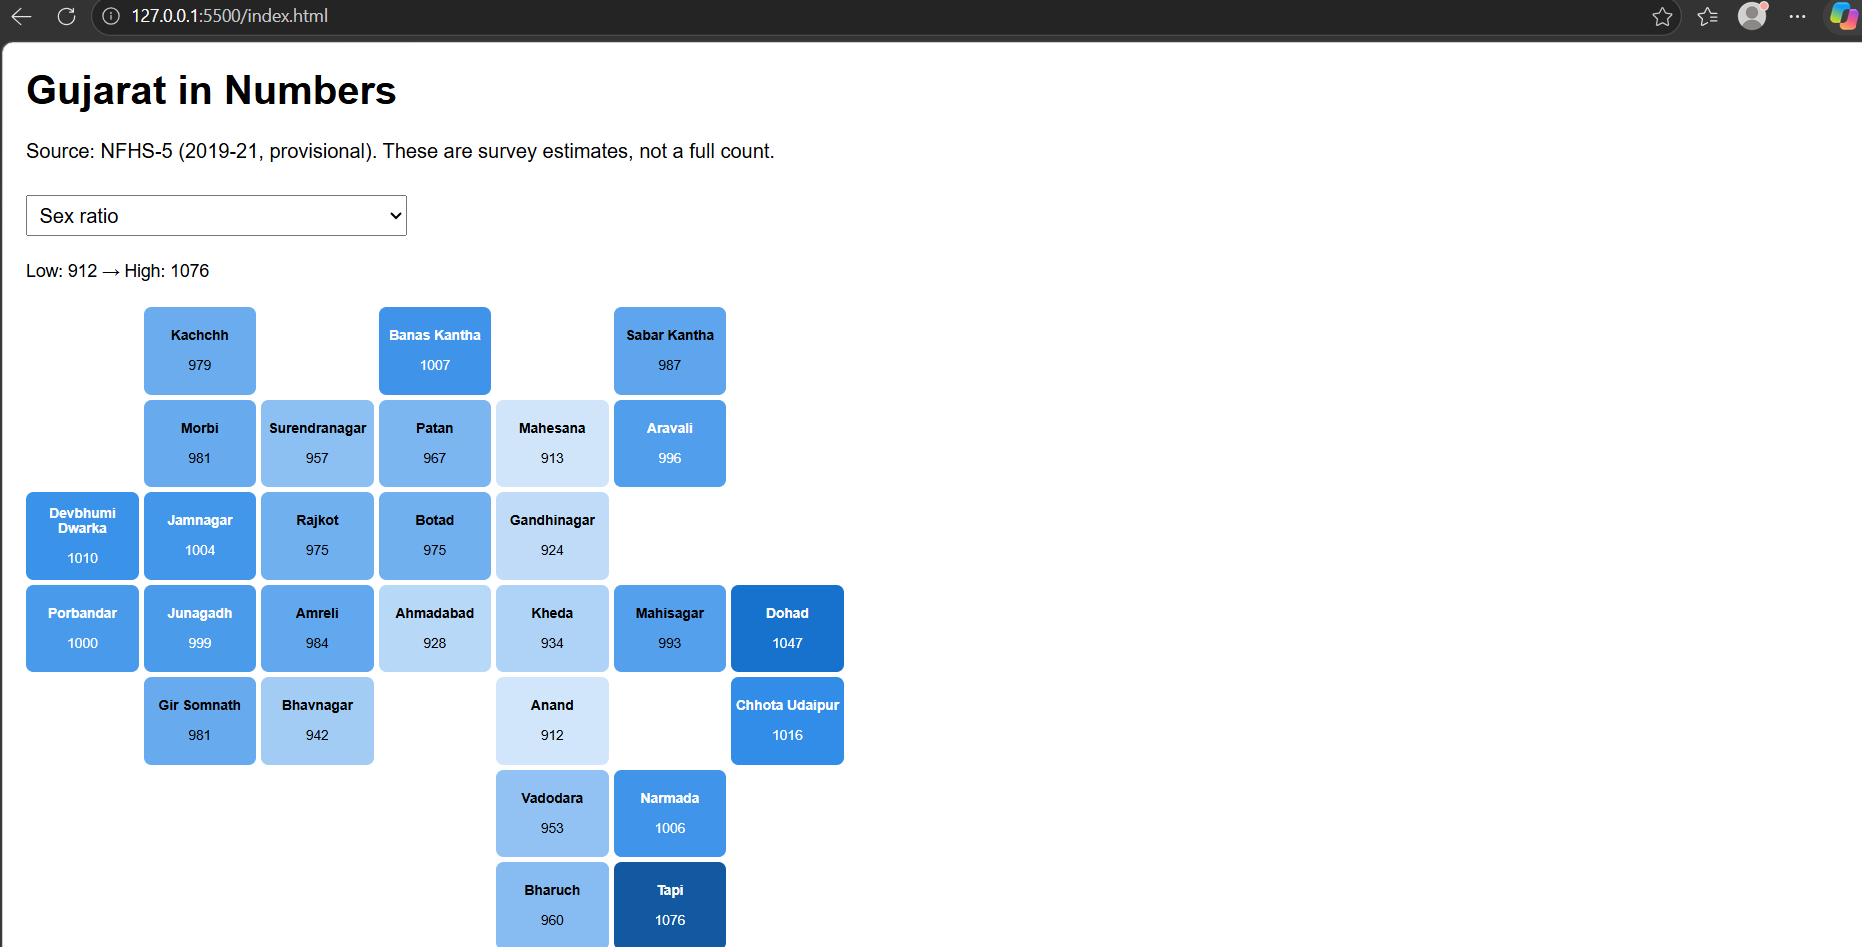 127.0.0.1:5500/index.html
Gujarat in Numbers
Source: NFHS-5 (2019-21, provisional). These are survey estimates, not a full count.
Sex ratio
Low: 912 → High: 1076
Kachchh
979
Banas Kantha
1007
Sabar Kantha
987
Morbi
981
Surendranagar
957
Patan
967
Mahesana
913
Aravali
996
Devbhumi
Dwarka
1010
Jamnagar
1004
Rajkot
975
Botad
975
Gandhinagar
924
Porbandar
1000
Junagadh
999
Amreli
984
Ahmadabad
928
Kheda
934
Mahisagar
993
Dohad
1047
Gir Somnath
981
Bhavnagar
942
Anand
912
Chhota Udaipur
1016
Vadodara
953
Narmada
1006
Bharuch
960
Tapi
1076